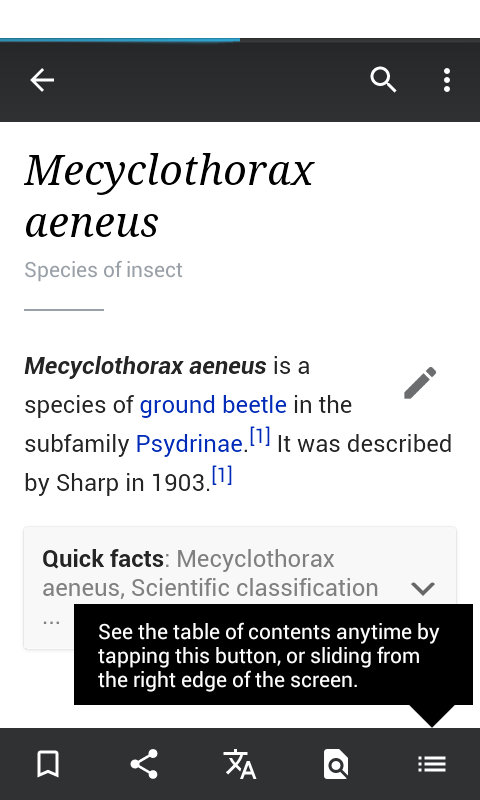 Mecyclothorax
aeneus
Species of insect
Mecyclothorax aeneus is a
species of ground beetle in the
subfamily Psydrinae.[1] It was described
by Sharp in 1903.[1]
Quick facts: Mecyclothorax
aeneus, Scientific classification
...
See the table of contents anytime by
tapping this button, or sliding from
the right edge of the screen.